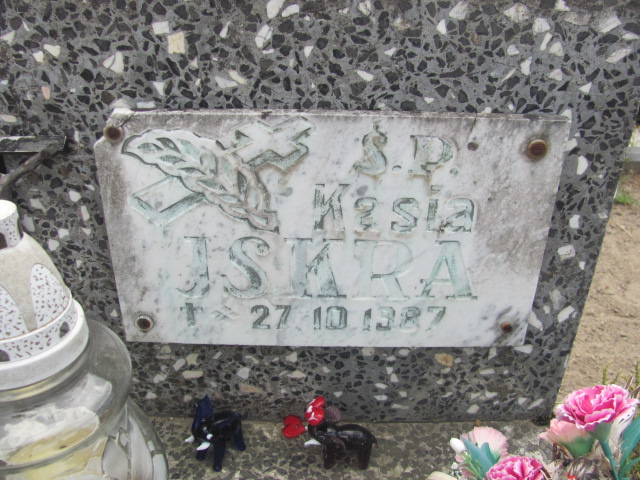 Ś.P.
Kasia
ISKRA
† * 27 10 1987